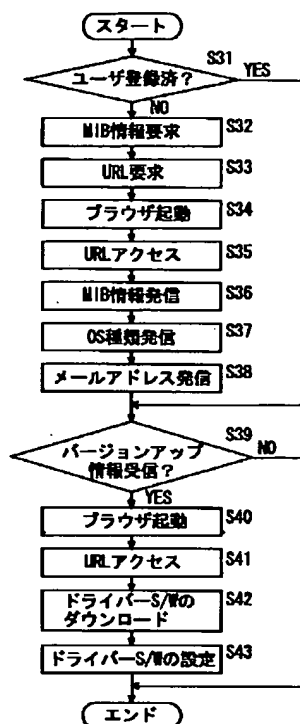 スタート
S31
ユーザ登録済?
YES
NO
MIB情報要求
S32
URL要求
S33
ブラウザ起動
S34
URLアクセス
S35
MIB情報発信
S36
OS種類発信
S37
メールアドレス発信
S38
S39
バージョンアップ
情報受信?
NO
YES
ブラウザ起動
S40
URLアクセス
S41
ドライバーS/Wの
ダウンロード
S42
ドライバーS/Wの設定
S43
エンド